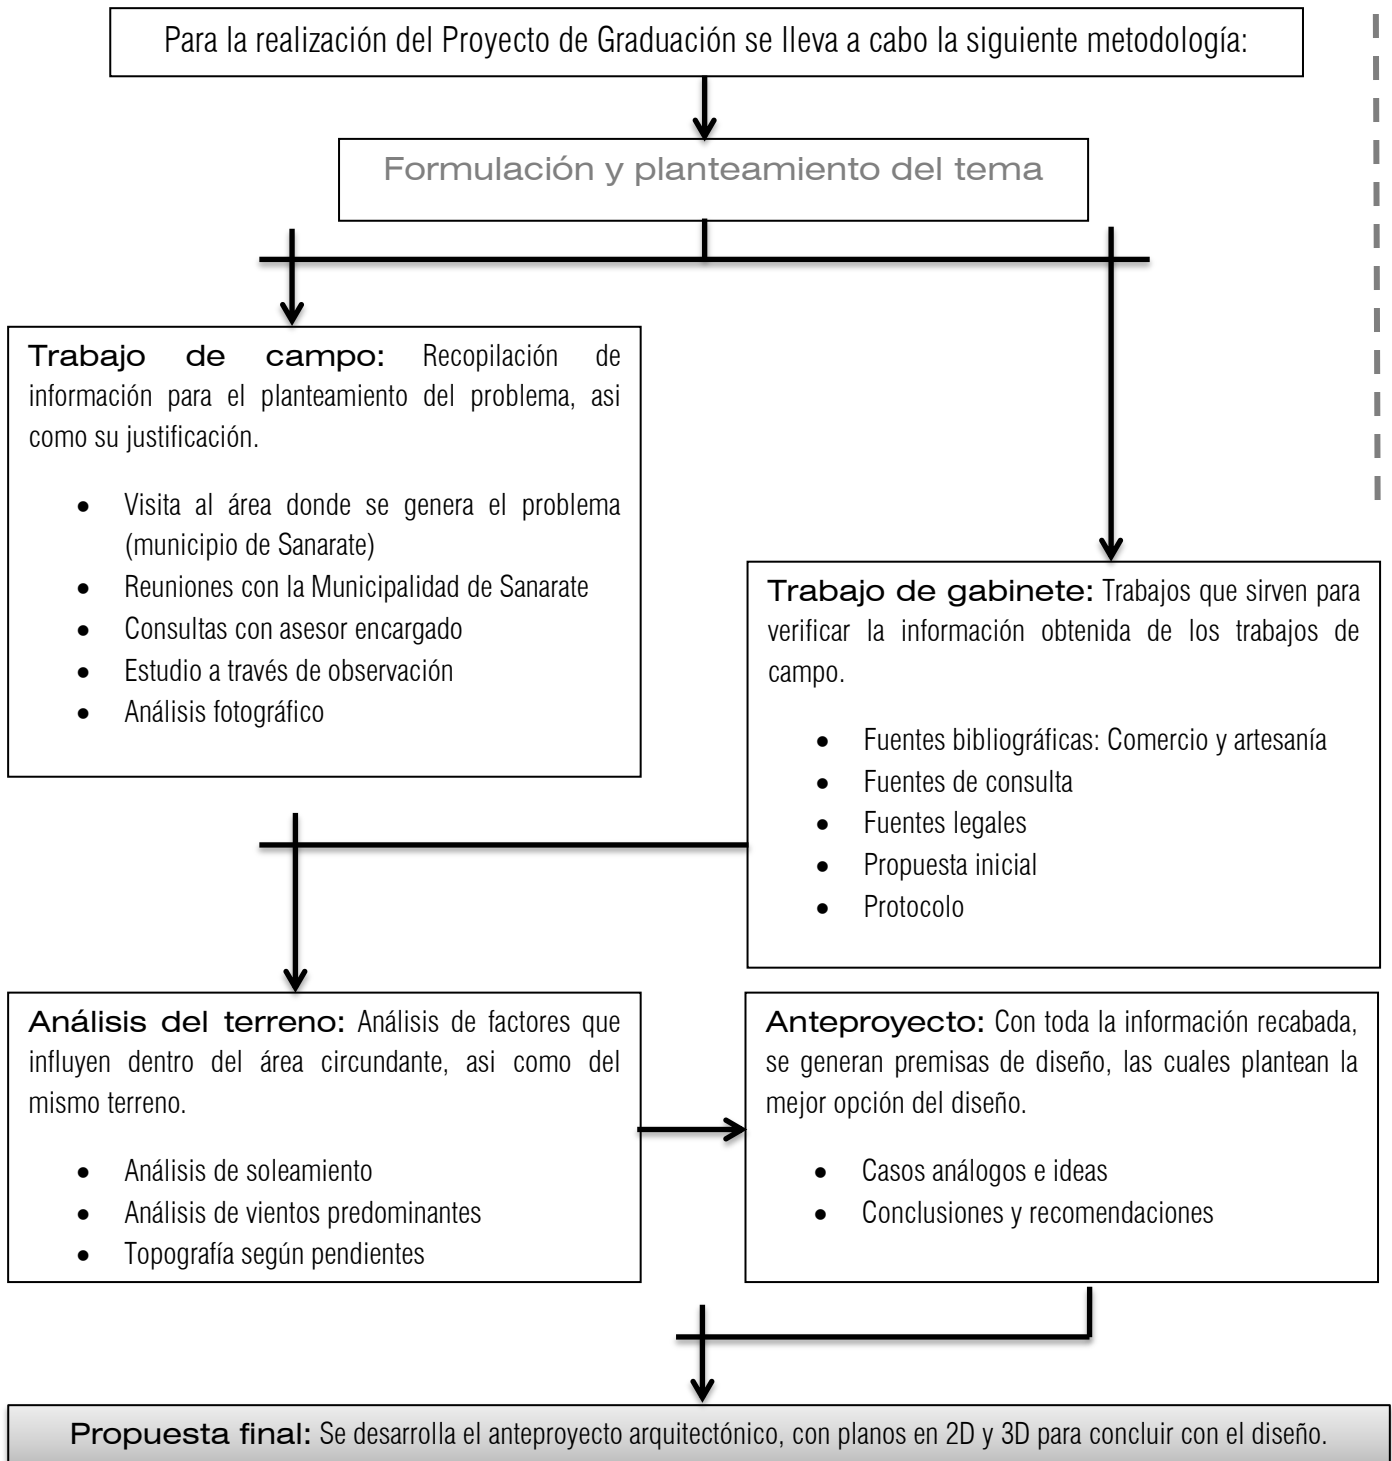 Para la realización del Proyecto de Graduación se lleva a cabo la siguiente metodología:
Formulación y planteamiento del tema
Trabajo de campo: Recopilación de
información para el planteamiento del problema, asi
como su justificación.
• Visita al área donde se genera el problema
(municipio de Sanarate)
• Reuniones con la Municipalidad de Sanarate
• Consultas con asesor encargado
• Estudio a través de observación
• Análisis fotográfico
Trabajo de gabinete: Trabajos que sirven para
verificar la información obtenida de los trabajos de
campo.
• Fuentes bibliográficas: Comercio y artesanía
• Fuentes de consulta
• Fuentes legales
• Propuesta inicial
• Protocolo
Análisis del terreno: Análisis de factores que
influyen dentro del área circundante, asi como del
mismo terreno.
• Análisis de soleamiento
• Análisis de vientos predominantes
• Topografía según pendientes
Anteproyecto: Con toda la información recabada,
se generan premisas de diseño, las cuales plantean la
mejor opción del diseño.
• Casos análogos e ideas
• Conclusiones y recomendaciones
Propuesta final: Se desarrolla el anteproyecto arquitectónico, con planos en 2D y 3D para concluir con el diseño.